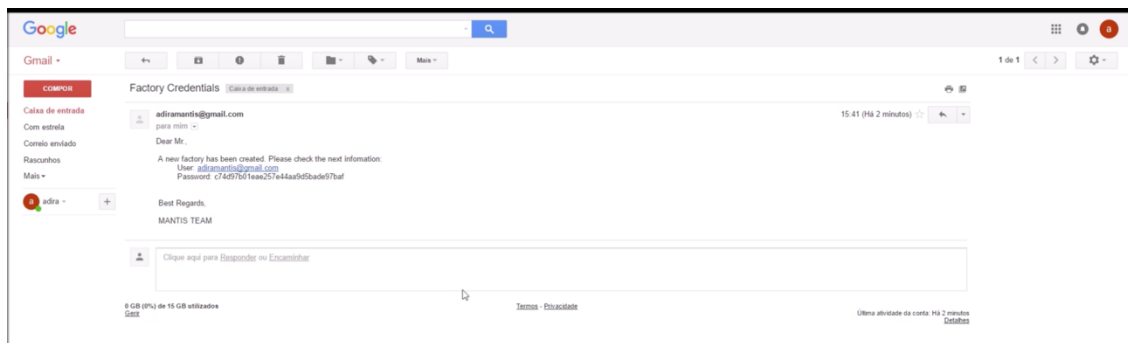 Google
a
Gmail
Mais
1 de 1
COMPOR
Factory Credentials Caixa de entrada x
Caixa de entrada
Com estrela
Correio enviado
Rascunhos
Mais
a adira
+
adiramantis@gmail.com
15:41 (Há 2 minutos)
para mim
Dear Mr.,
A new factory has been created. Please check the next infomation:
User: adiramantis@gmail.com
Password: c74d97b01eae257e44aa9d5bade97baf
Best Regards,
MANTIS TEAM
Clique aqui para Responder ou Encaminhar
0 GB (0%) de 15 GB utilizados
Gerir
Termos - Privacidade
Última atividade da conta: Há 2 minutos
Detalhes